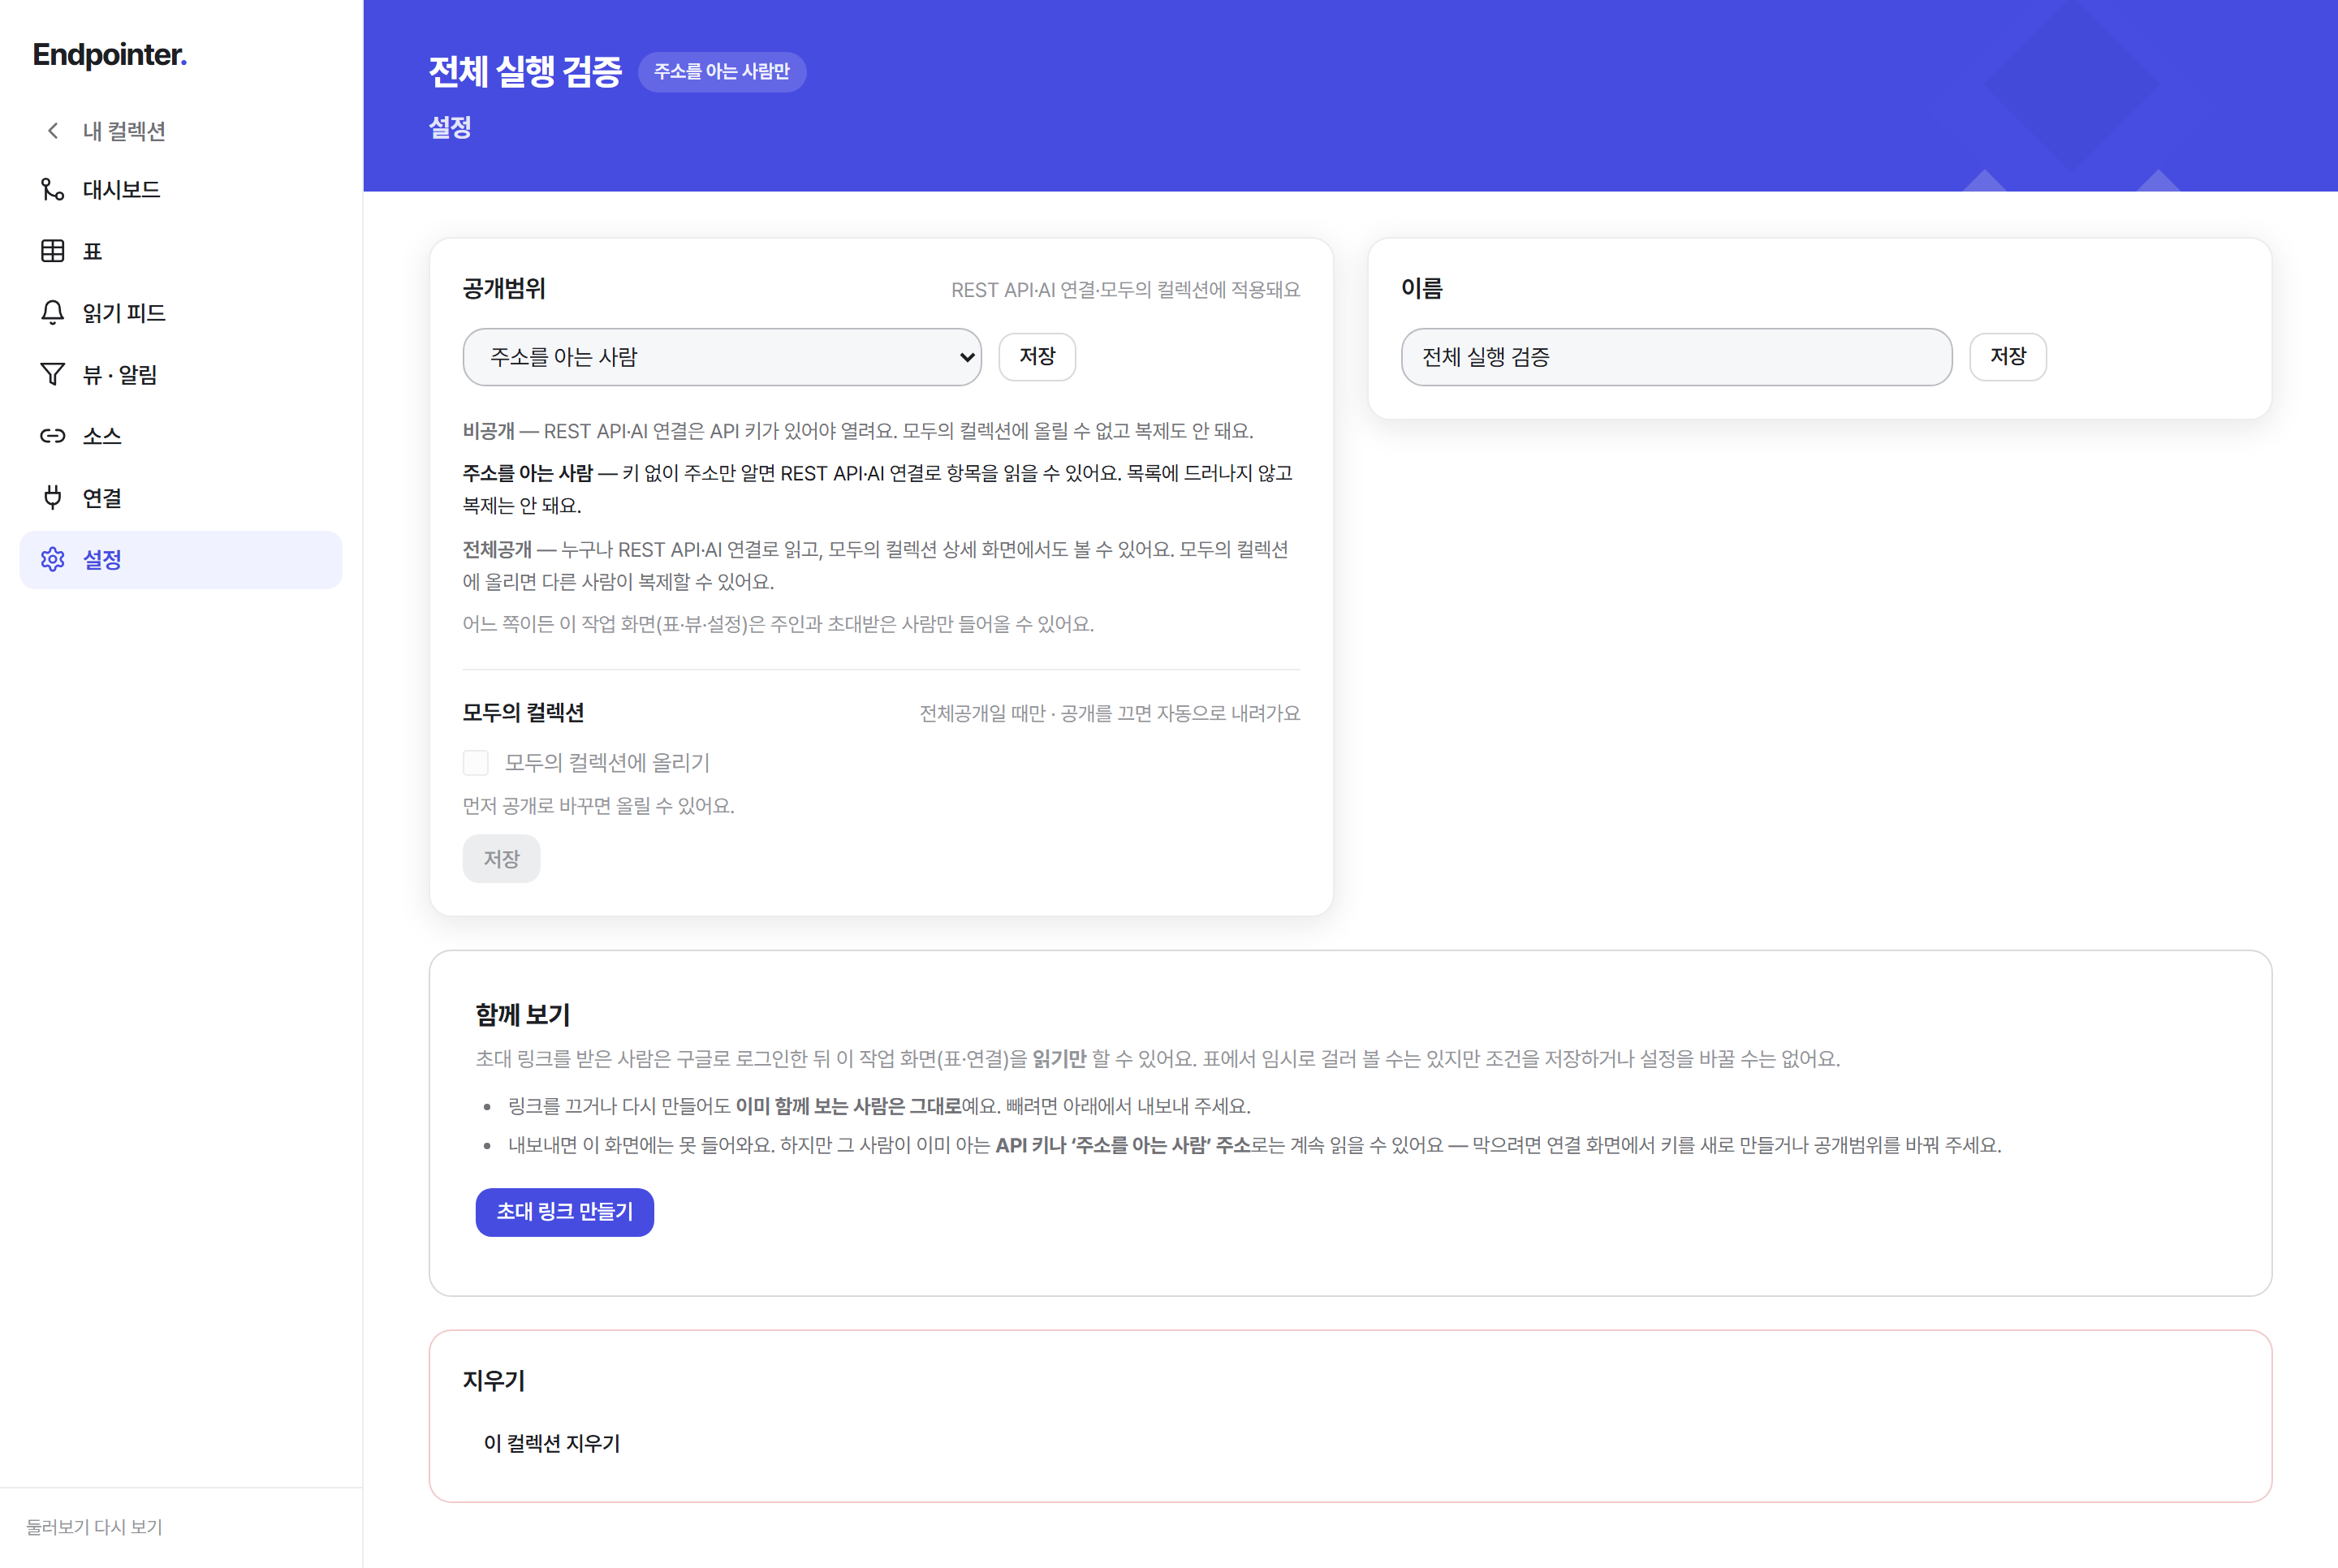 Endpointer.
내 컬렉션
대시보드
표
읽기 피드
뷰 · 알림
소스
연결
설정
둘러보기 다시 보기
전체 실행 검증
주소를 아는 사람만
설정
공개범위
REST API·AI 연결·모두의 컬렉션에 적용돼요
주소를 아는 사람
저장
비공개 — REST API·AI 연결은 API 키가 있어야 열려요. 모두의 컬렉션에 올릴 수 없고 복제도 안 돼요.
주소를 아는 사람 — 키 없이 주소만 알면 REST API·AI 연결로 항목을 읽을 수 있어요. 목록에 드러나지 않고
복제는 안 돼요.
전체공개 — 누구나 REST API·AI 연결로 읽고, 모두의 컬렉션 상세 화면에서도 볼 수 있어요. 모두의 컬렉션
에 올리면 다른 사람이 복제할 수 있어요.
어느 쪽이든 이 작업 화면(표·뷰·설정)은 주인과 초대받은 사람만 들어올 수 있어요.
모두의 컬렉션
전체공개일 때만 · 공개를 끄면 자동으로 내려가요
모두의 컬렉션에 올리기
먼저 공개로 바꾸면 올릴 수 있어요.
저장
이름
전체 실행 검증
저장
함께 보기
초대 링크를 받은 사람은 구글로 로그인한 뒤 이 작업 화면(표·연결)을 읽기만 할 수 있어요. 표에서 임시로 걸러 볼 수는 있지만 조건을 저장하거나 설정을 바꿀 수는 없어요.
• 링크를 끄거나 다시 만들어도 이미 함께 보는 사람은 그대로예요. 빼려면 아래에서 내보내 주세요.
• 내보내면 이 화면에는 못 들어와요. 하지만 그 사람이 이미 아는 API 키나 ‘주소를 아는 사람’ 주소로는 계속 읽을 수 있어요 — 막으려면 연결 화면에서 키를 새로 만들거나 공개범위를 바꿔 주세요.
초대 링크 만들기
지우기
이 컬렉션 지우기